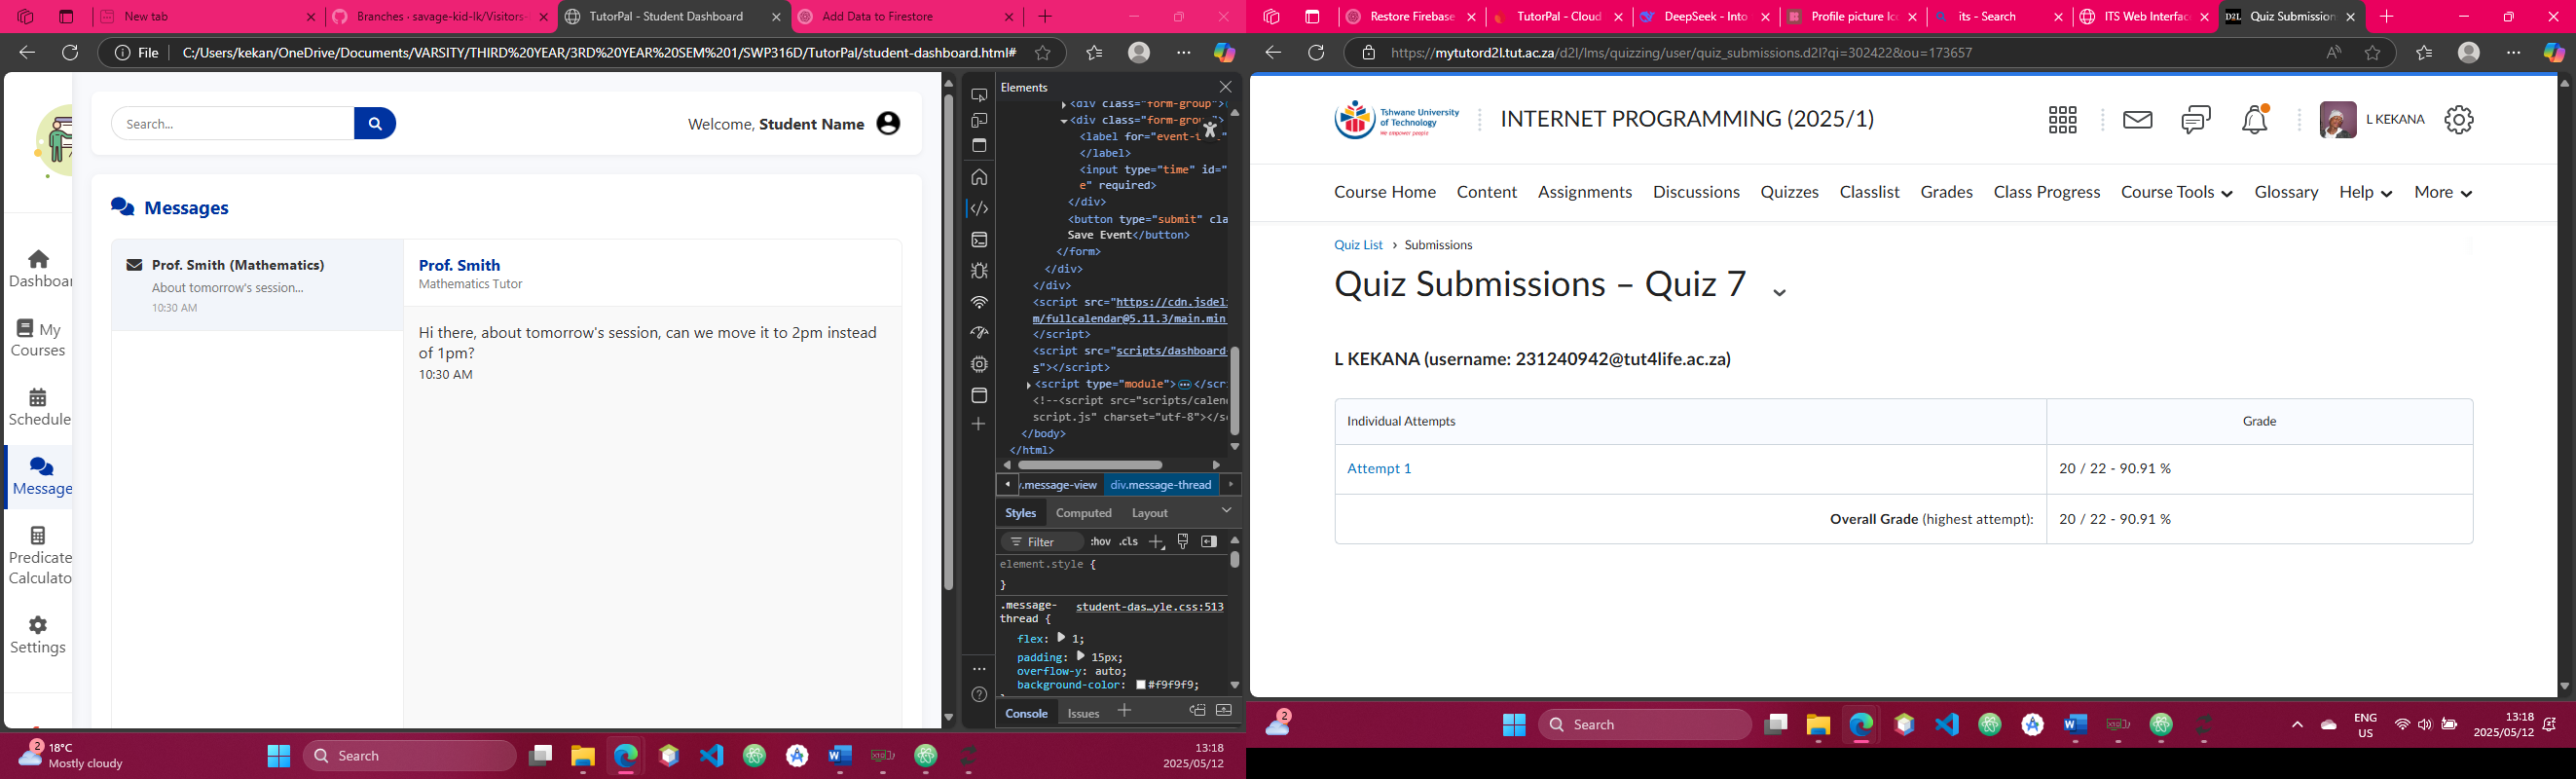 New tab
Branches · savage-kid-lk/Visitors-
TutorPal - Student Dashboard
Add Data to Firestore
File
C:/Users/kekan/OneDrive/Documents/VARSITY/THIRD%20YEAR/3RD%20YEAR%20SEM%201/SWP316D/TutorPal/student-dashboard.html#
Search...
Welcome, Student Name
Dashboar
My
Courses
Schedule
Message
Predicate
Calculato
Settings
Messages
Prof. Smith (Mathematics)
About tomorrow's session...
10:30 AM
Prof. Smith
Mathematics Tutor
Hi there, about tomorrow's session, can we move it to 2pm instead
of 1pm?
10:30 AM
Elements
<div class="form-group">
<div class="form-grou
<label for="event-t
</label>
<input type="time" id="
e" required>
</div>
<button type="submit" cla
Save Event</button>
</form>
</div>
</div>
<script src="https://cdn.jsdeli
m/fullcalendar@5.11.3/main.min
</script>
<script src="scripts/dashboard
s"></script>
<script type="module"></scri
<!--<script src="scripts/calen
script.js" charset="utf-8"></s
</body>
</html>
.message-view
div.message-thread
Styles
Computed
Layout
Filter
:hov
.cls
element.style {
}
.message-
thread {
student-das…yle.css:513
flex: 1;
padding: 15px;
overflow-y: auto;
background-color: #f9f9f9;
Console
Issues
2
18°C
Mostly cloudy
Search
13:18
2025/05/12
Restore Firebase
TutorPal - Cloud
DeepSeek - Into
Profile picture Ic
its - Search
ITS Web Interfac
D2L
Quiz Submission
https://mytutord2l.tut.ac.za/d2l/lms/quizzing/user/quiz_submissions.d2l?qi=302422&ou=173657
Tshwane University
of Technology
We empower people
INTERNET PROGRAMMING (2025/1)
L KEKANA
Course Home
Content
Assignments
Discussions
Quizzes
Classlist
Grades
Class Progress
Course Tools
Glossary
Help
More
Quiz List
Submissions
Quiz Submissions – Quiz 7
L KEKANA (username: 231240942@tut4life.ac.za)
Individual Attempts
Grade
Attempt 1
20 / 22 - 90.91 %
Overall Grade (highest attempt):
20 / 22 - 90.91 %
2
Search
ENG
US
13:18
2025/05/12